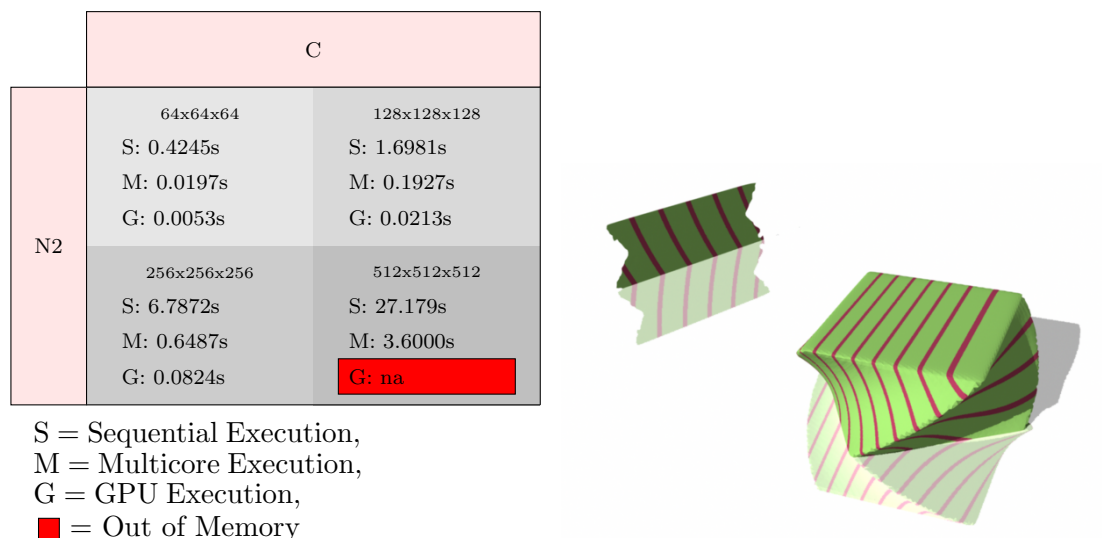 C
N2
64x64x64
S: 0.4245s
M: 0.0197s
G: 0.0053s
128x128x128
S: 1.6981s
M: 0.1927s
G: 0.0213s
256x256x256
S: 6.7872s
M: 0.6487s
G: 0.0824s
512x512x512
S: 27.179s
M: 3.6000s
G: na
S = Sequential Execution,
M = Multicore Execution,
G = GPU Execution,
= Out of Memory